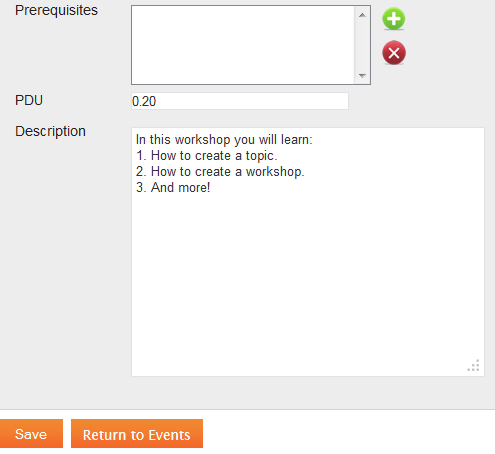 Prerequisites
PDU
0.20
Description
In this workshop you will learn:
1. How to create a topic.
2. How to create a workshop.
3. And more!
Save
Return to Events